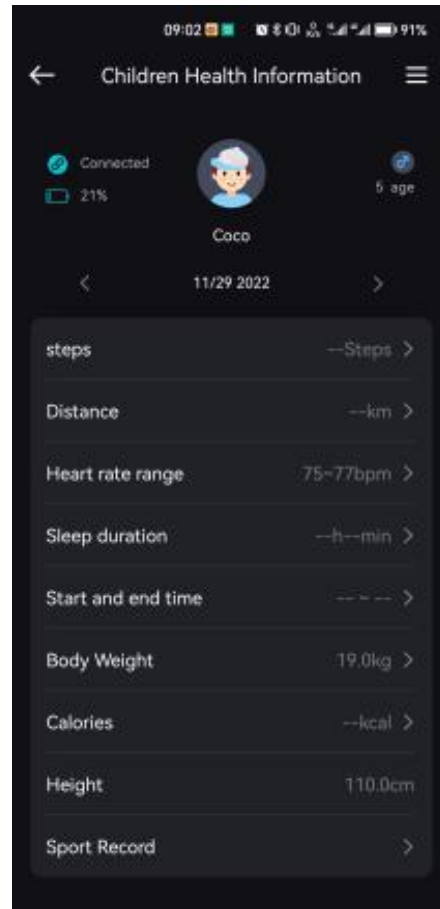 09:02 91%
Children Health Information
Connected
21%
5 age
Coco
11/29 2022
steps --Steps
Distance --km
Heart rate range 75~77bpm
Sleep duration --h--min
Start and end time -- ~ --
Body Weight 19.0kg
Calories --kcal
Height 110.0cm
Sport Record